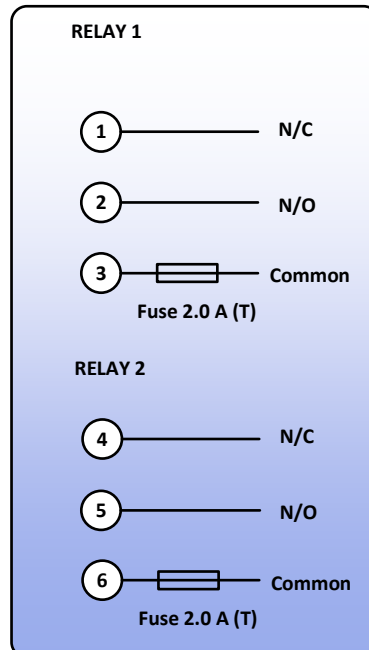 RELAY 1
1 N/C
2 N/O
3 Common
Fuse 2.0 A (T)
RELAY 2
4 N/C
5 N/O
6 Common
Fuse 2.0 A (T)